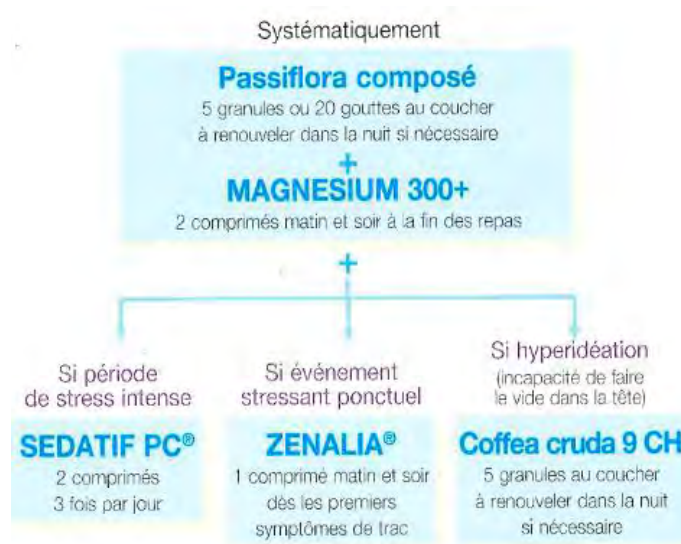 Systématiquement
Passiflora composé
5 granules ou 20 gouttes au coucher
à renouveler dans la nuit si nécessaire
+
MAGNESIUM 300+
2 comprimés matin et soir à la fin des repas
+
Si période
de stress intense
SEDATIF PC®
2 comprimés
3 fois par jour
Si événement
stressant ponctuel
ZENALIA®
1 comprimé matin et soir
dès les premiers
symptômes de trac
Si hyperidéation
(incapacité de faire
le vide dans la tête)
Coffea cruda 9 CH
5 granules au coucher
à renouveler dans la nuit
si nécessaire